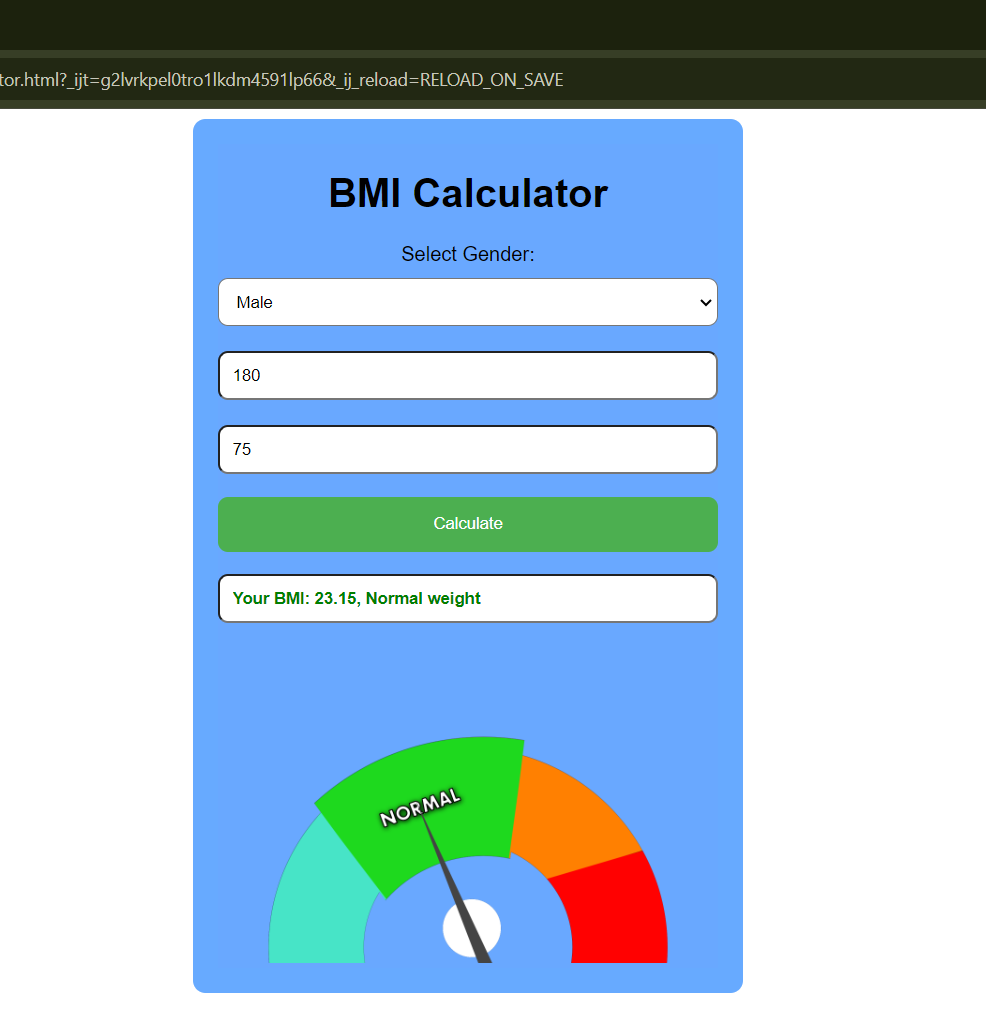 tor.html?_ijt=g2lvrkpel0tro1lkdm4591lp66&_ij_reload=RELOAD_ON_SAVE
BMI Calculator
Select Gender:
Male
180
75
Calculate
Your BMI: 23.15, Normal weight
NORMAL